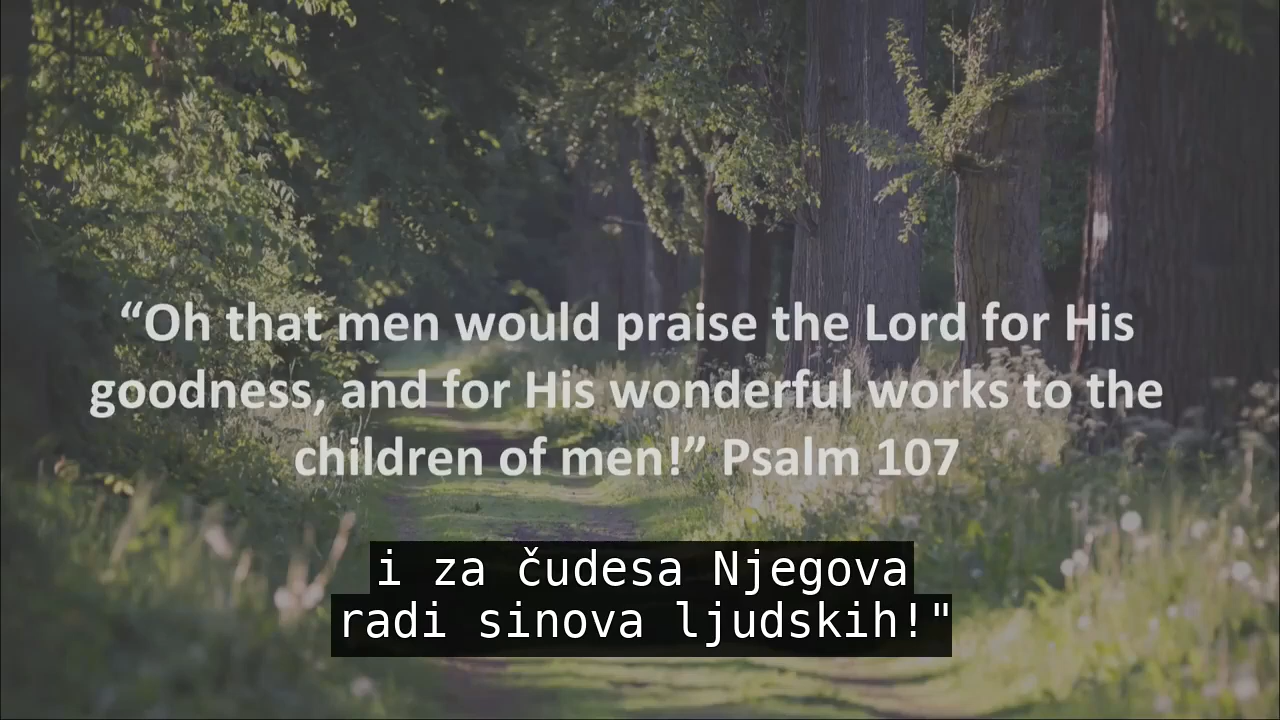 “Oh that men would praise the Lord for His
goodness, and for His wonderful works to the
children of men!” Psalm 107
i za čudesa Njegova
radi sinova ljudskih!"